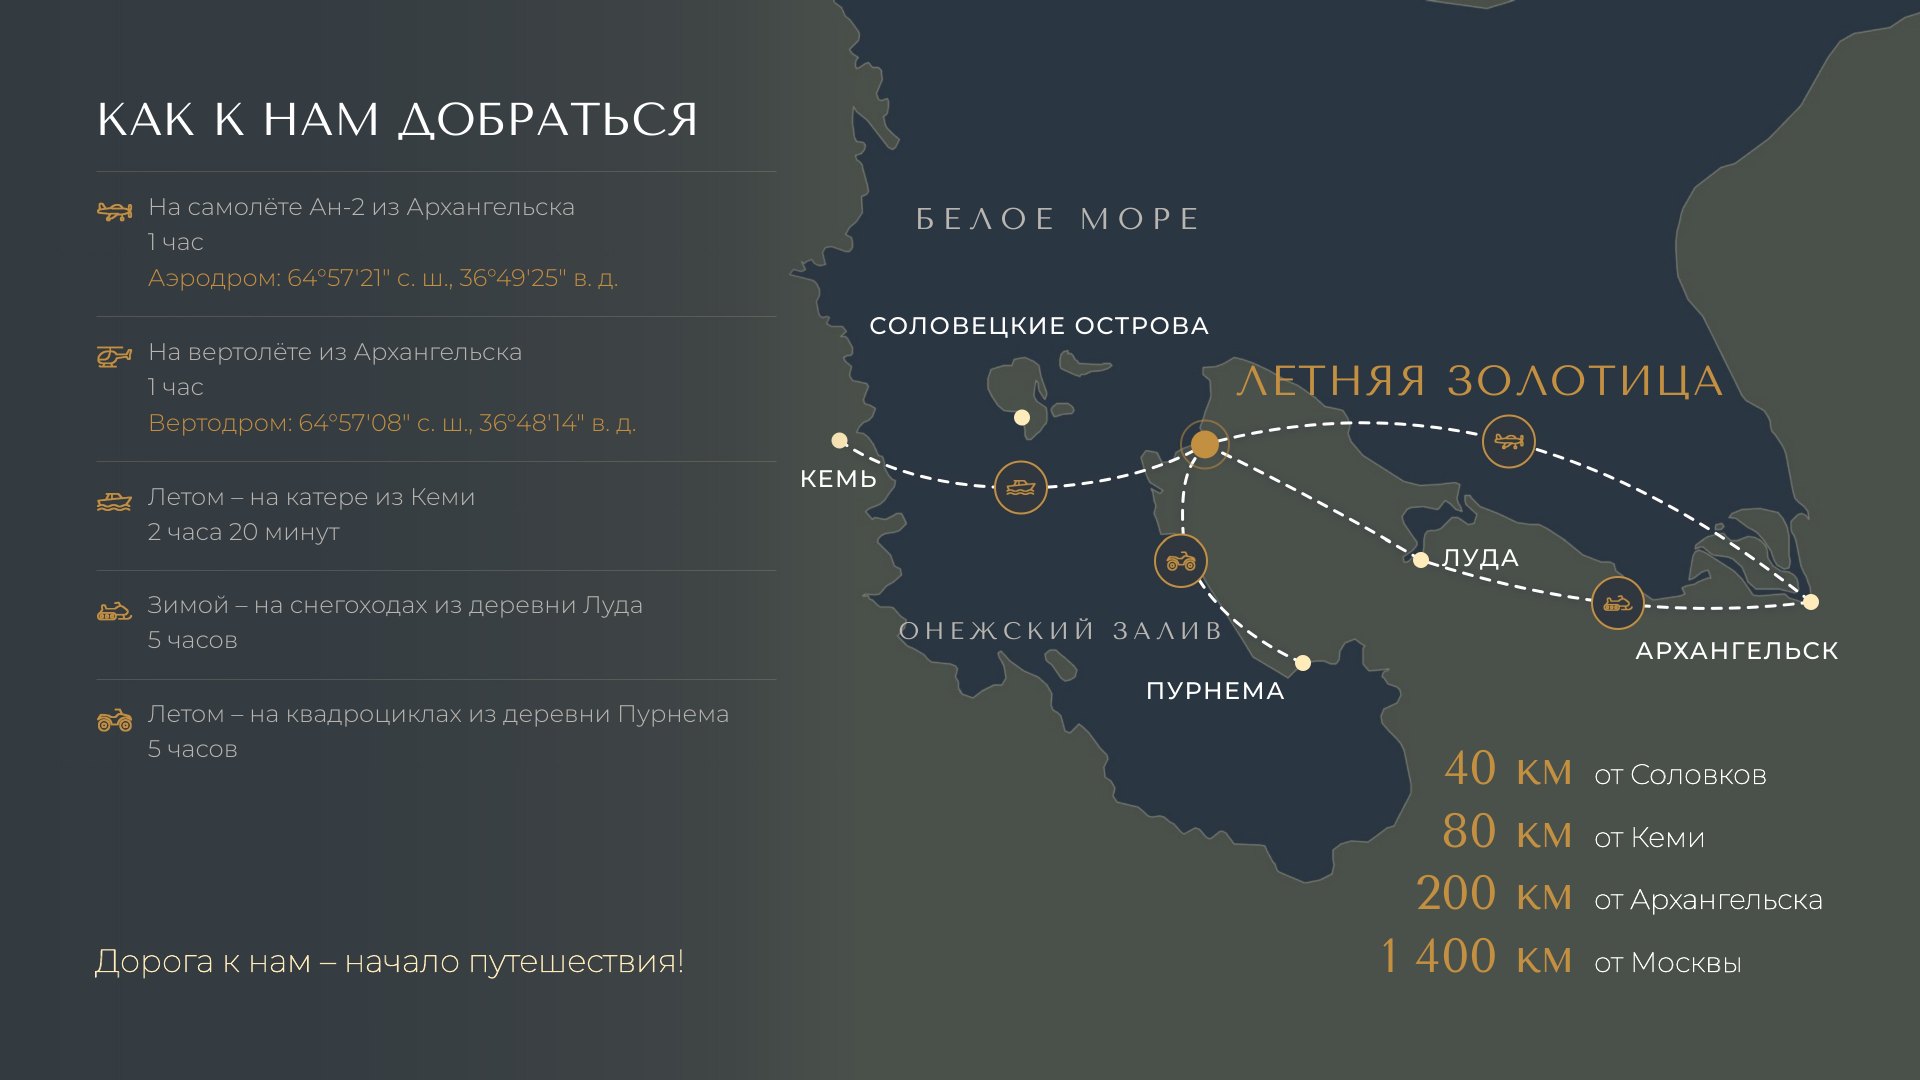 КАК К НАМ ДОБРАТЬСЯ
На самолёте Ан-2 из Архангельска
1 час
Аэродром: 64°57'21" с. ш., 36°49'25" в. д.
На вертолёте из Архангельска
1 час
Вертодром: 64°57'08" с. ш., 36°48'14" в. д.
Летом – на катере из Кеми
2 часа 20 минут
Зимой – на снегоходах из деревни Луда
5 часов
Летом – на квадроциклах из деревни Пурнема
5 часов
Дорога к нам – начало путешествия!
БЕЛОЕ МОРЕ
СОЛОВЕЦКИЕ ОСТРОВА
ЛЕТНЯЯ ЗОЛОТИЦА
КЕМЬ
ЛУДА
ОНЕЖСКИЙ ЗАЛИВ
АРХАНГЕЛЬСК
ПУРНЕМА
40 км от Соловков
80 км от Кеми
200 км от Архангельска
1 400 км от Москвы